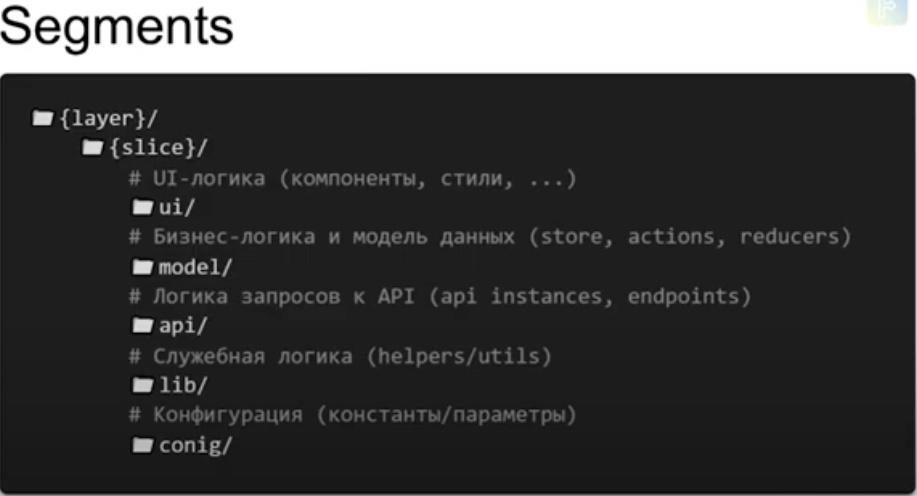 Segments
{layer}/
{slice}/
# UI-логика (компоненты, стили, ...)
ui/
# Бизнес-логика и модель данных (store, actions, reducers)
model/
# Логика запросов к API (api instances, endpoints)
api/
# Служебная логика (helpers/utils)
lib/
# Конфигурация (константы/параметры)
conig/